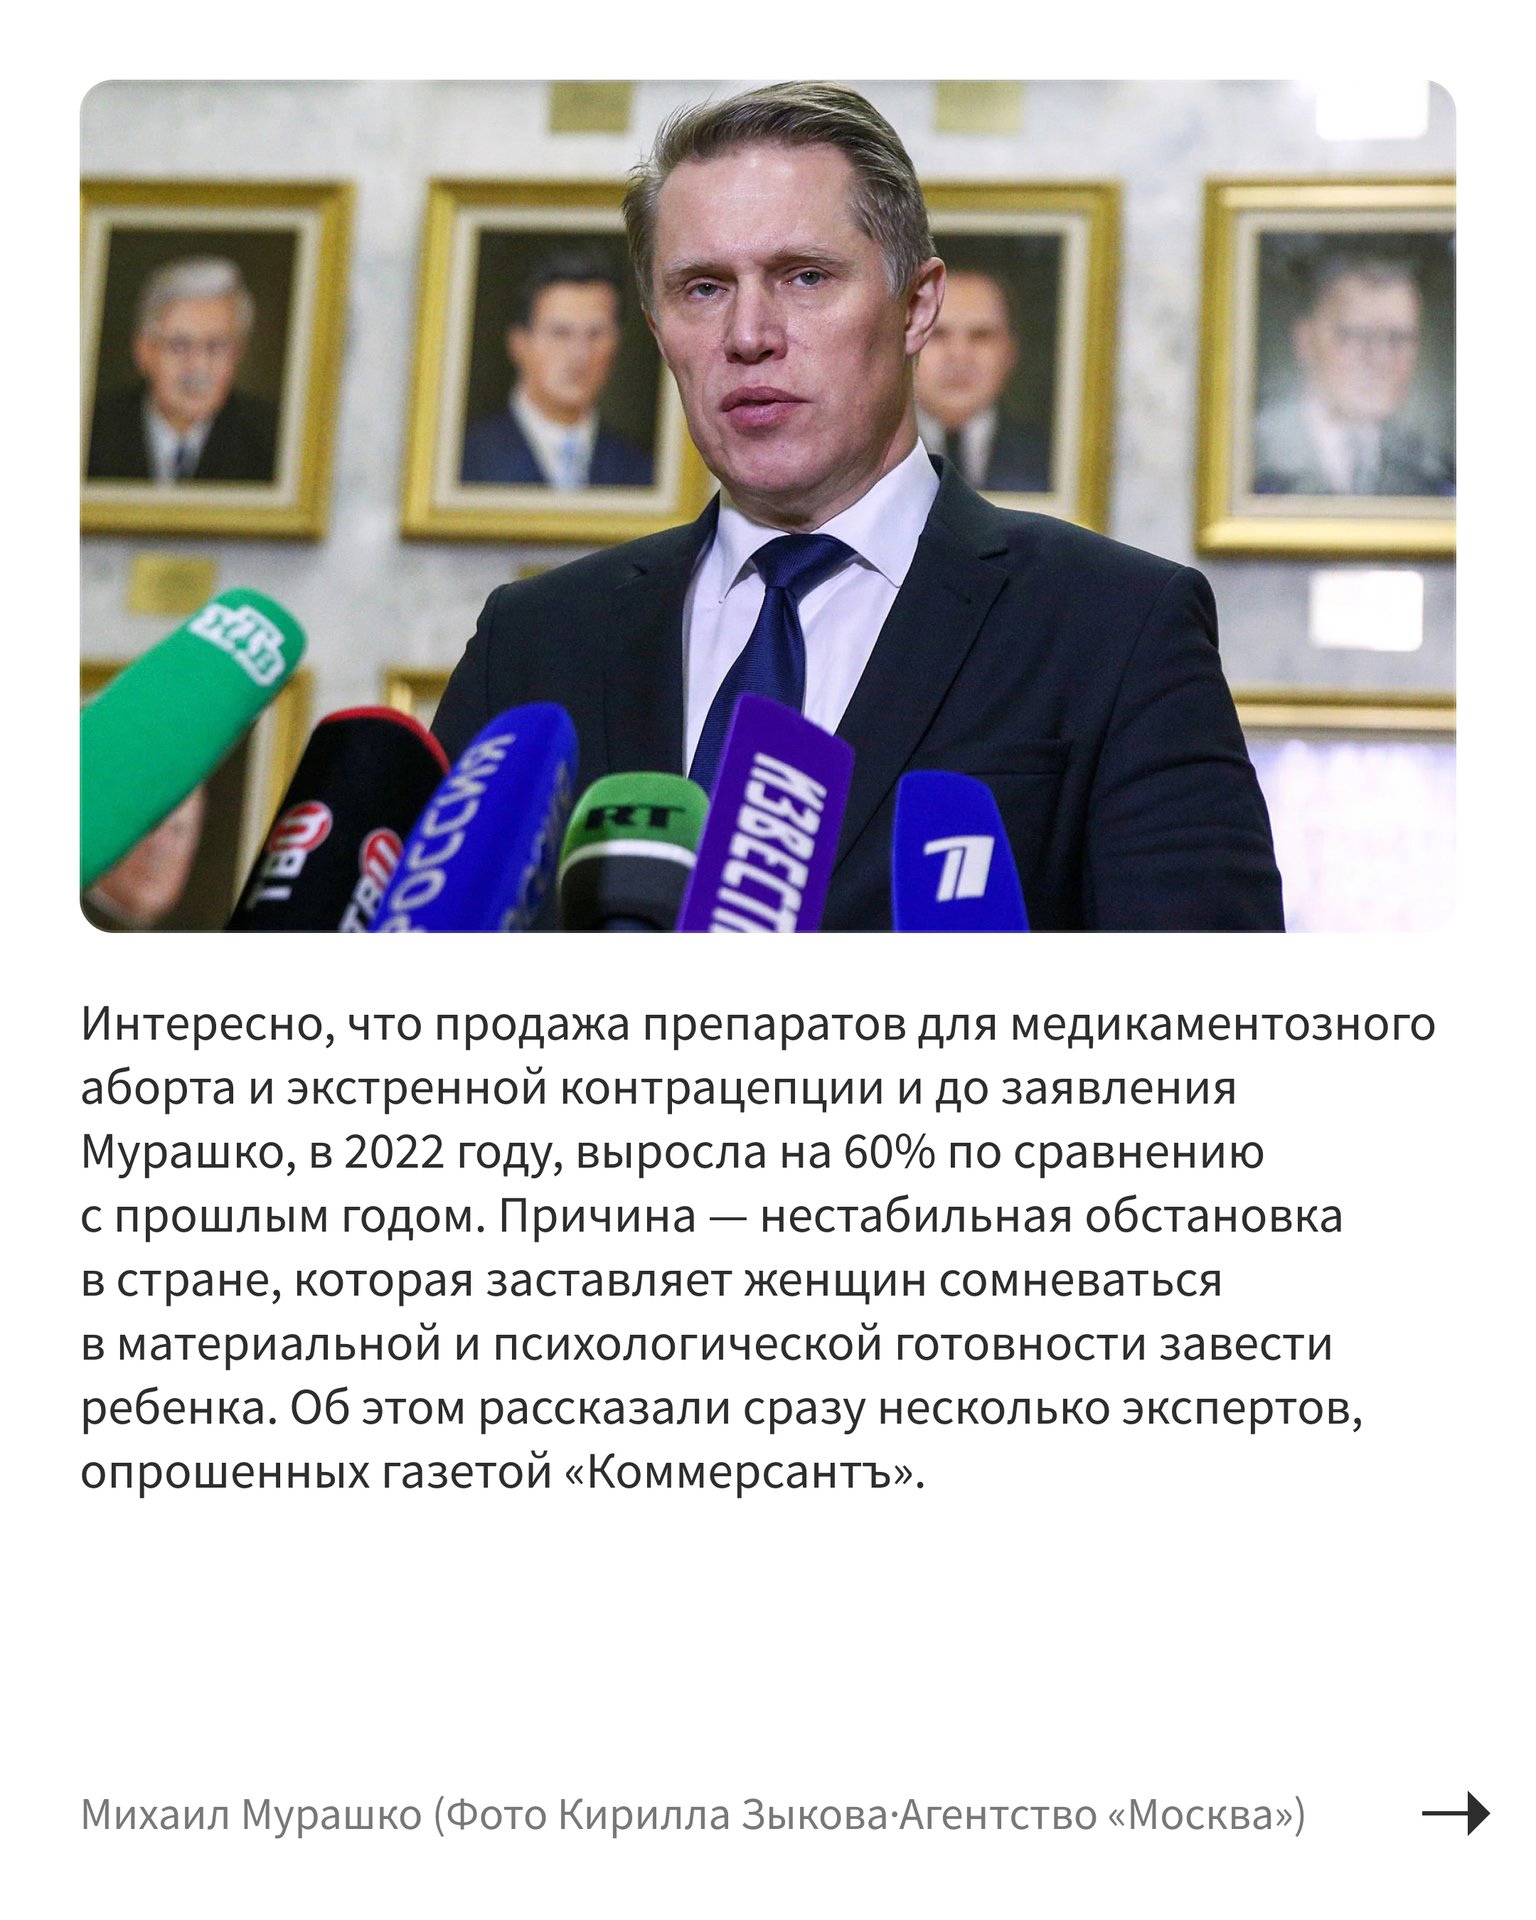 НТВ
ТВЦ
ТВЦ
РОССИЯ
RT
ИЗВЕСТИ
1
Интересно, что продажа препаратов для медикаментозного
аборта и экстренной контрацепции и до заявления
Мурашко, в 2022 году, выросла на 60% по сравнению
с прошлым годом. Причина — нестабильная обстановка
в стране, которая заставляет женщин сомневаться
в материальной и психологической готовности завести
ребенка. Об этом рассказали сразу несколько экспертов,
опрошенных газетой «Коммерсантъ».
Михаил Мурашко (Фото Кирилла Зыкова·Агентство «Москва»)